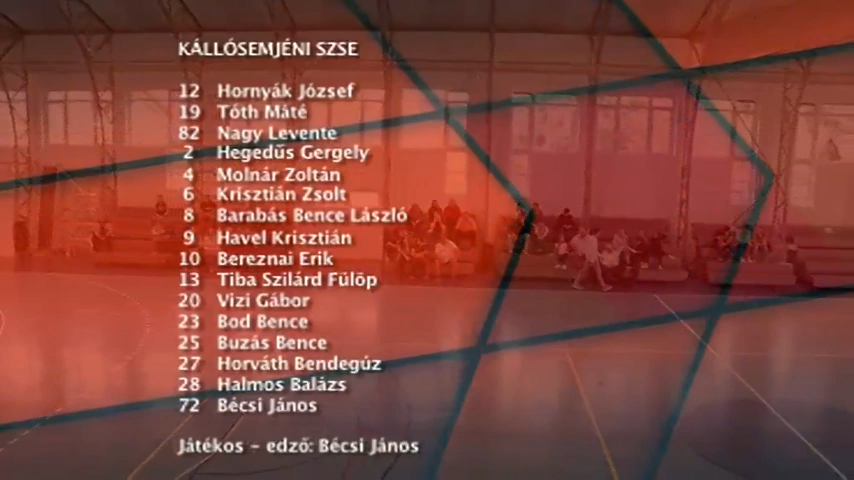 KÁLLÓSEMJÉNI SZSE
12 Hornyák József
19 Tóth Máté
82 Nagy Levente
2 Hegedűs Gergely
4 Molnár Zoltán
6 Krisztián Zsolt
8 Barabás Bence László
9 Havel Krisztián
10 Bereznai Erik
13 Tiba Szilárd Fülöp
20 Vizi Gábor
23 Bod Bence
25 Buzás Bence
27 Horváth Bendegúz
28 Halmos Balázs
72 Bécsi János
Játékos - edző: Bécsi János